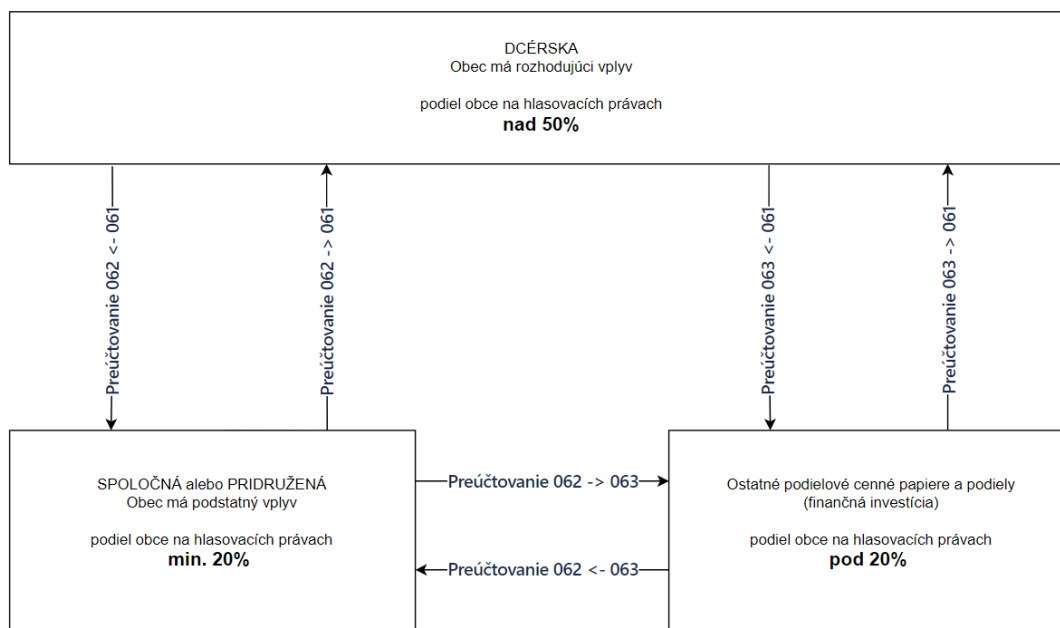 DCÉRSKA
Obec má rozhodujúci vplyv
podiel obce na hlasovacích právach
nad 50%
Preúčtovanie 062 <- 061
Preúčtovanie 062 -> 061
Preúčtovanie 063 <- 061
Preúčtovanie 063 -> 061
SPOLOČNÁ alebo PRIDRUŽENÁ
Obec má podstatný vplyv
podiel obce na hlasovacích právach
min. 20%
Preúčtovanie 062 -> 063
Preúčtovanie 062 <- 063
Ostatné podielové cenné papiere a podiely
(finančná investícia)
podiel obce na hlasovacích právach
pod 20%